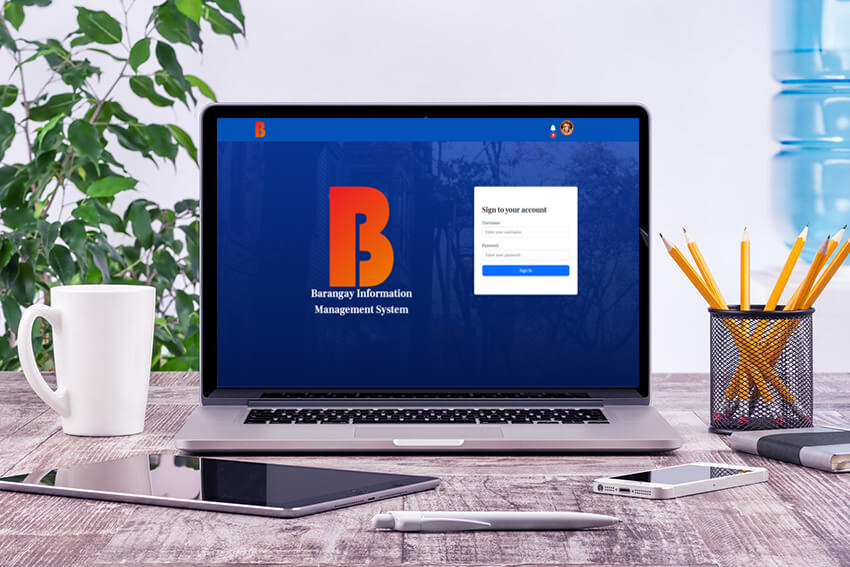 B
B
Barangay Information
Management System
Sign to your account
Username
Enter your username
Password
Enter your password
Sign In